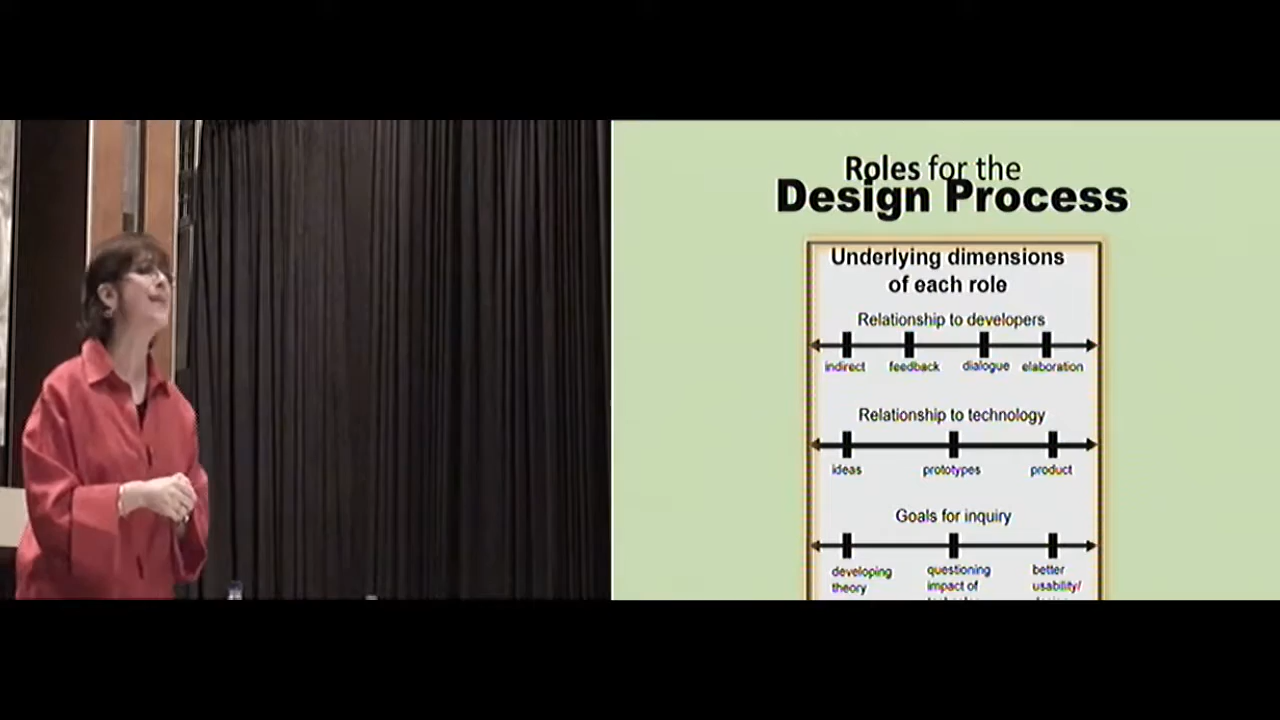 Roles for the
Design Process
Underlying dimensions
of each role
Relationship to developers
indirect feedback dialogue elaboration
Relationship to technology
ideas prototypes product
Goals for inquiry
developing questioning better
theory impact of usability/